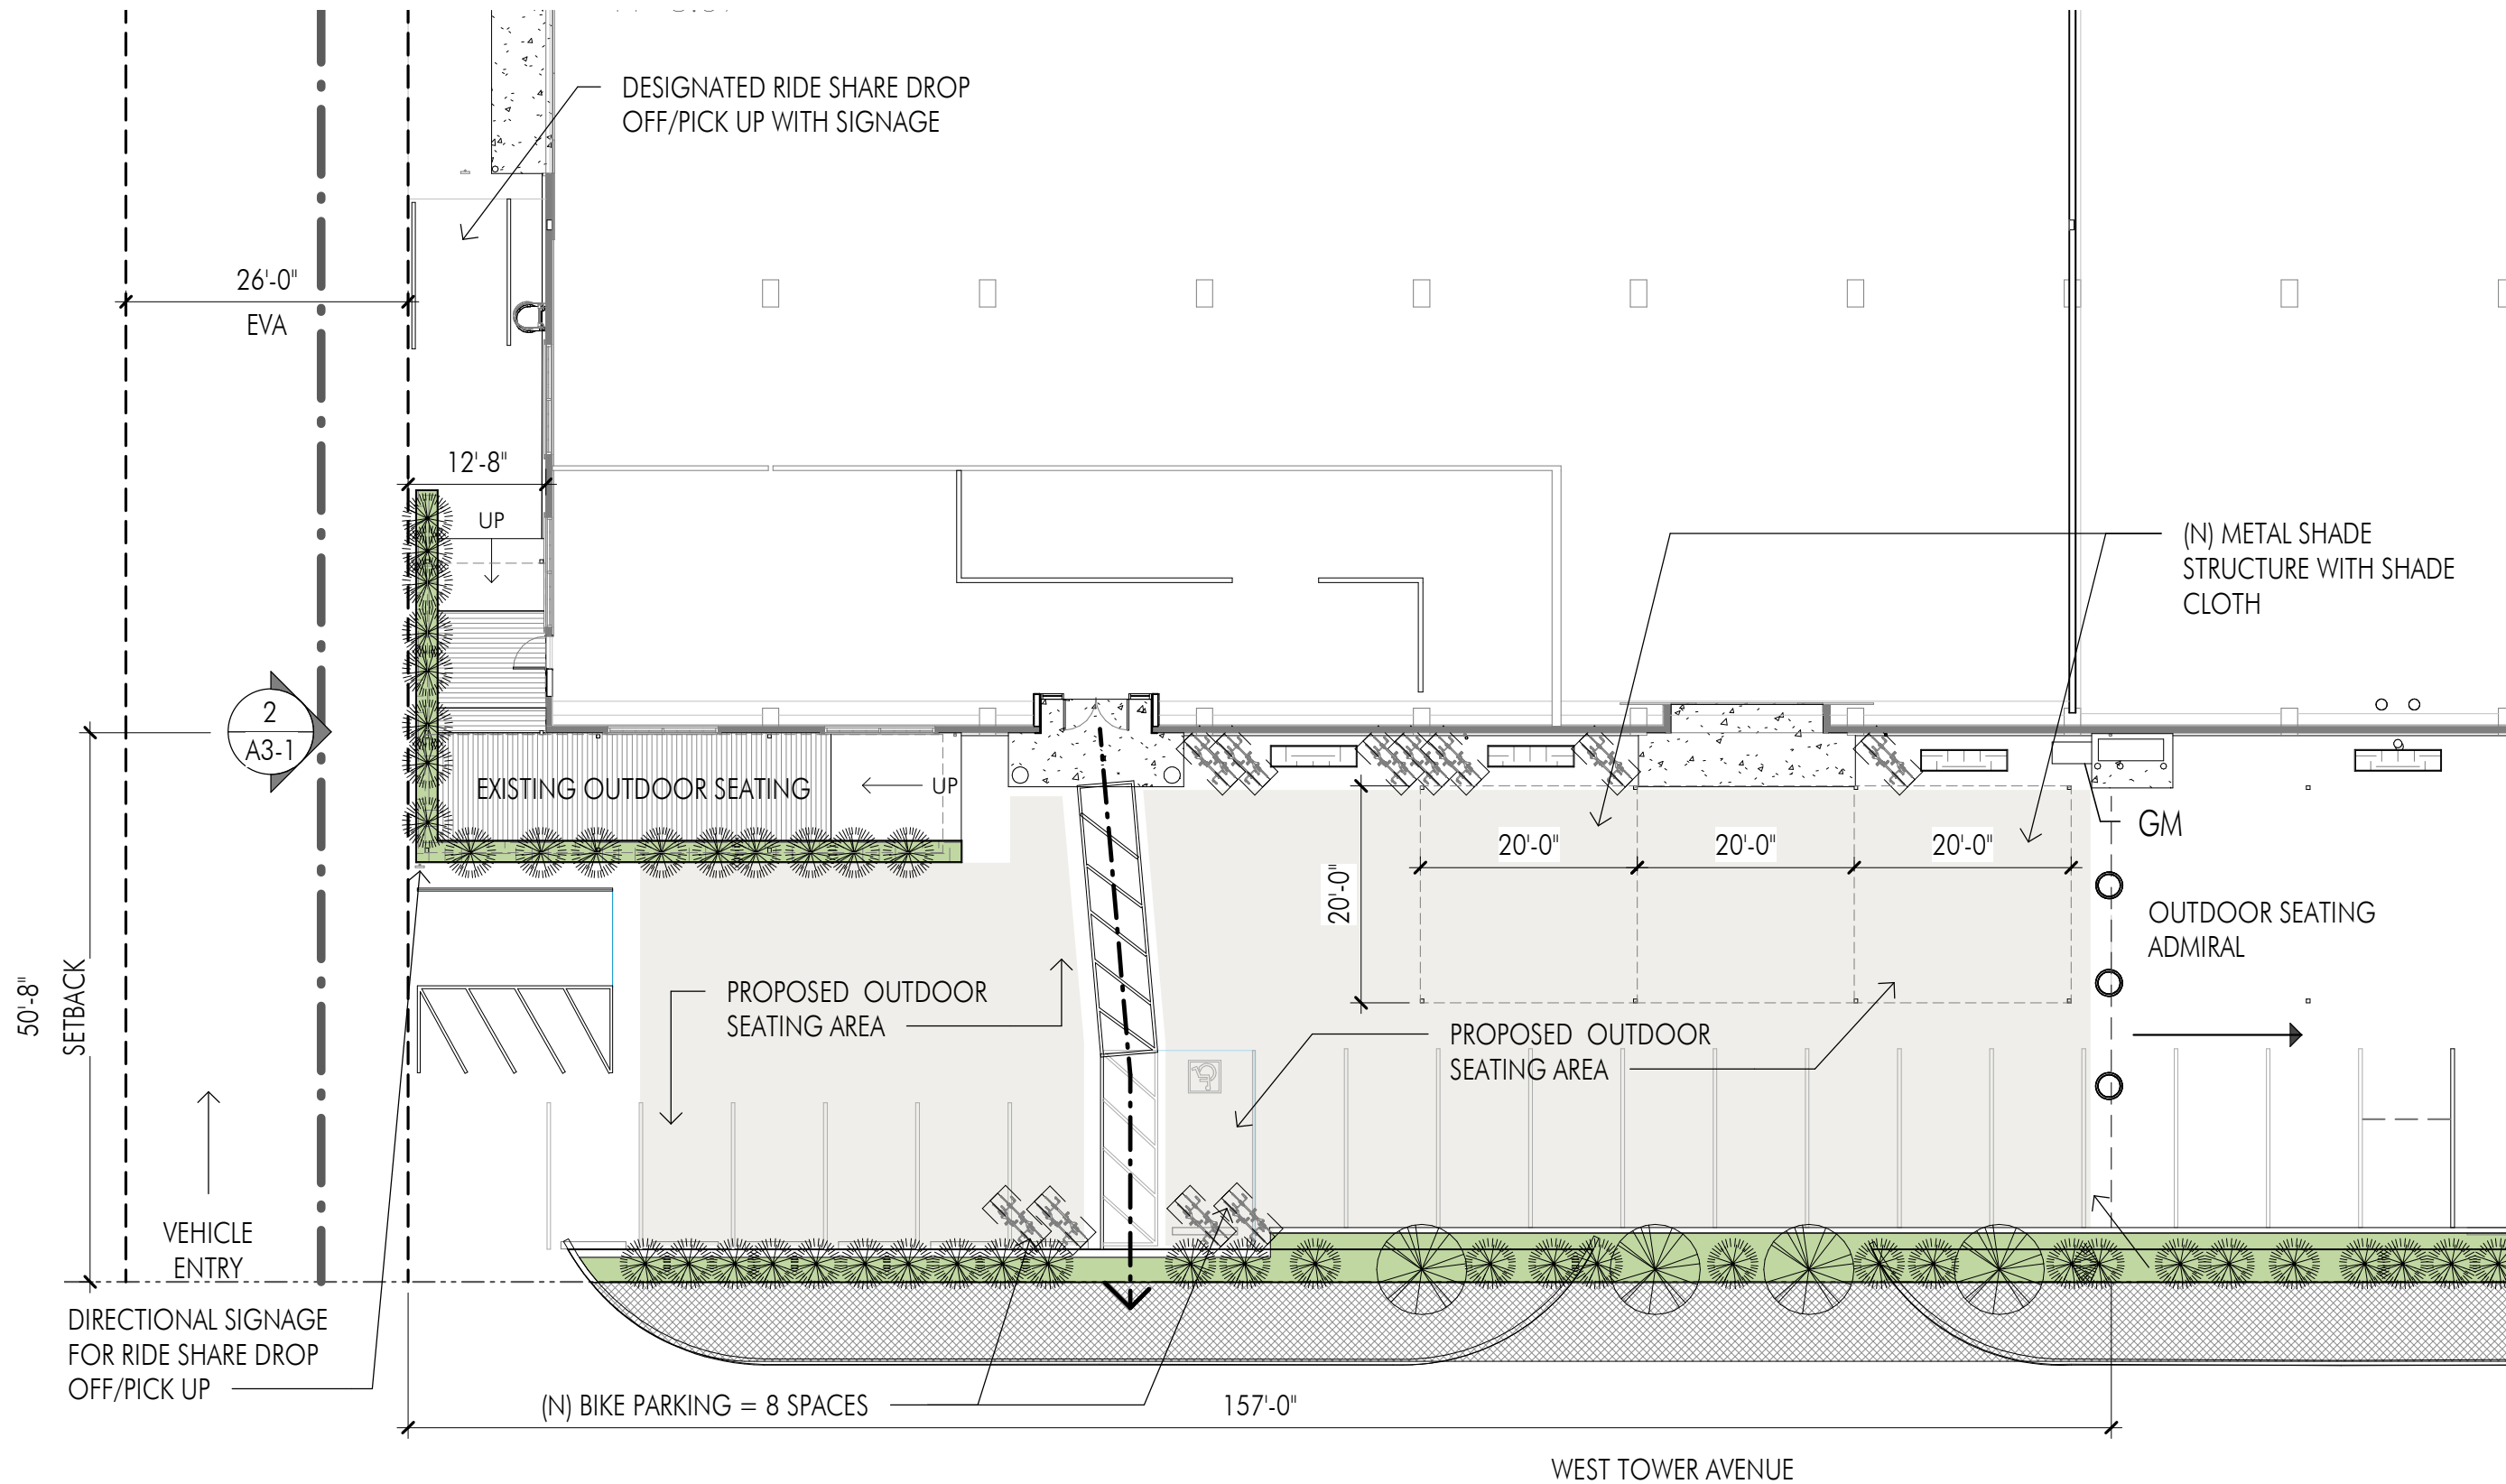 DESIGNATED RIDE SHARE DROP
OFF/PICK UP WITH SIGNAGE
26'-0"
EVA
12'-8"
UP
(N) METAL SHADE
STRUCTURE WITH SHADE
CLOTH
2
A3-1
EXISTING OUTDOOR SEATING
UP
GM
20'-0"
20'-0"
20'-0"
20'-0"
OUTDOOR SEATING
ADMIRAL
50'-8"
SETBACK
PROPOSED OUTDOOR
SEATING AREA
PROPOSED OUTDOOR
SEATING AREA
VEHICLE
ENTRY
DIRECTIONAL SIGNAGE
FOR RIDE SHARE DROP
OFF/PICK UP
(N) BIKE PARKING = 8 SPACES
157'-0"
WEST TOWER AVENUE